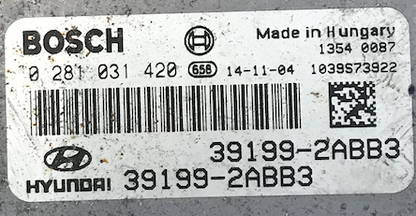 BOSCH Made in Hungary
1354 0087
0 281 031 420 658 14-11-04 1039S73922
39199-2ABB3
HYUNDAI 39199-2ABB3